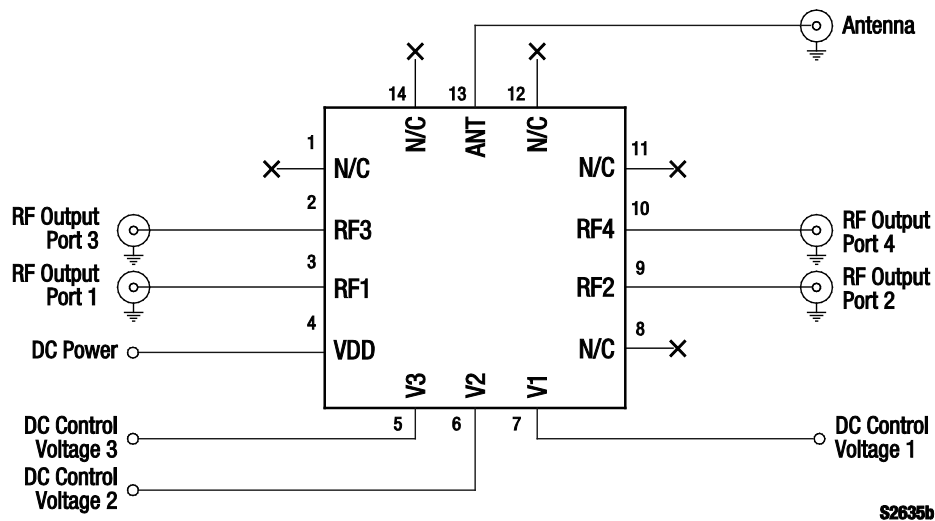 Antenna
14
13
12
N/C
ANT
N/C
1
N/C
11
N/C
2
RF Output
Port 3
RF3
10
RF4
RF Output
Port 4
3
RF Output
Port 1
RF1
9
RF2
RF Output
Port 2
4
DC Power
VDD
8
N/C
V3
V2
V1
5
6
7
DC Control
Voltage 3
DC Control
Voltage 1
DC Control
Voltage 2
S2635b